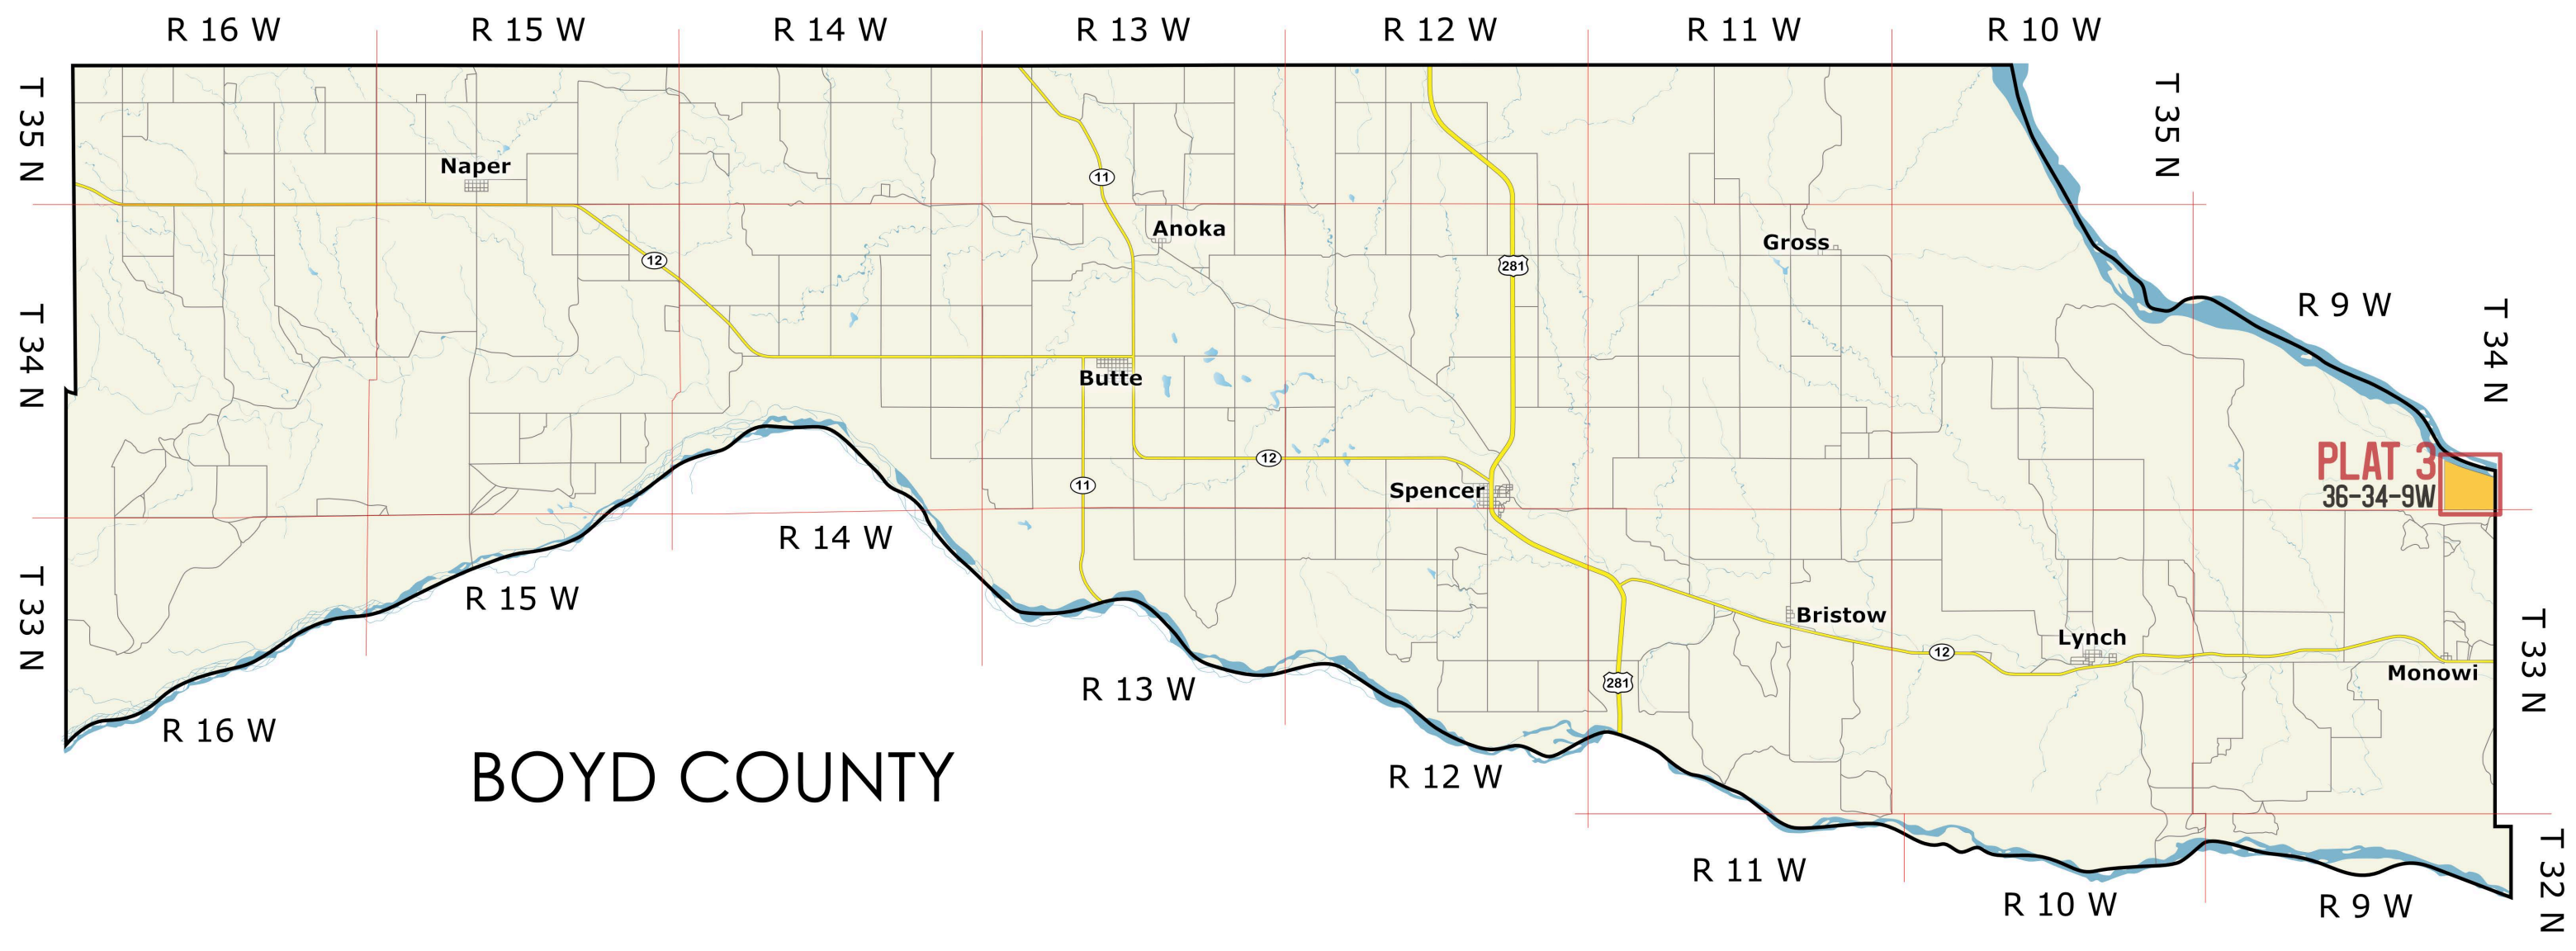 R 16 W R 15 W R 14 W R 13 W R 12 W R 11 W R 10 W
T 35 N
T 35 N
Naper
11
Anoka
Gross
12
281
R 9 W
T 34 N
T 34 N
Butte
12
11
Spencer
PLAT 3
36-34-9W
R 14 W
R 15 W
T 33 N
Bristow
Lynch
12
T 33 N
Monowi
281
R 13 W
R 16 W
BOYD COUNTY
R 12 W
R 11 W
T 32 N
R 10 W
R 9 W